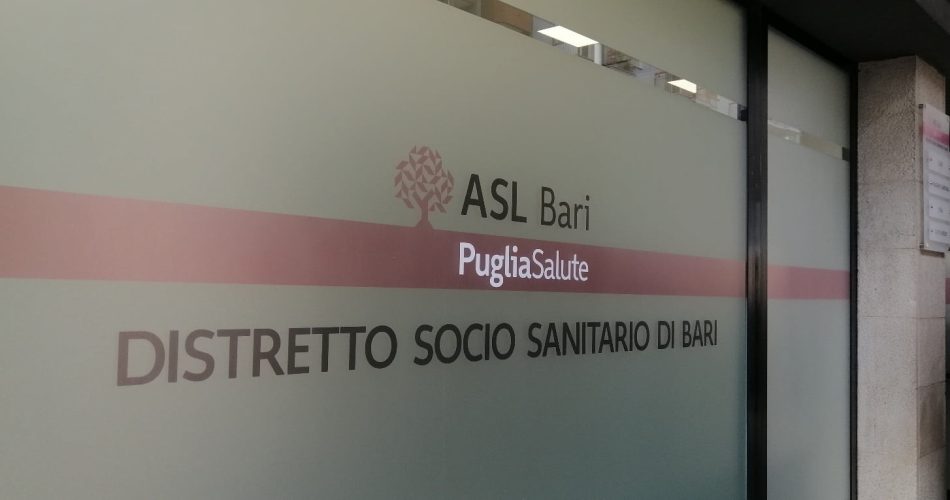 ASL Bari
PugliaSalute
DISTRETTO SOCIO SANITARIO DI BARI